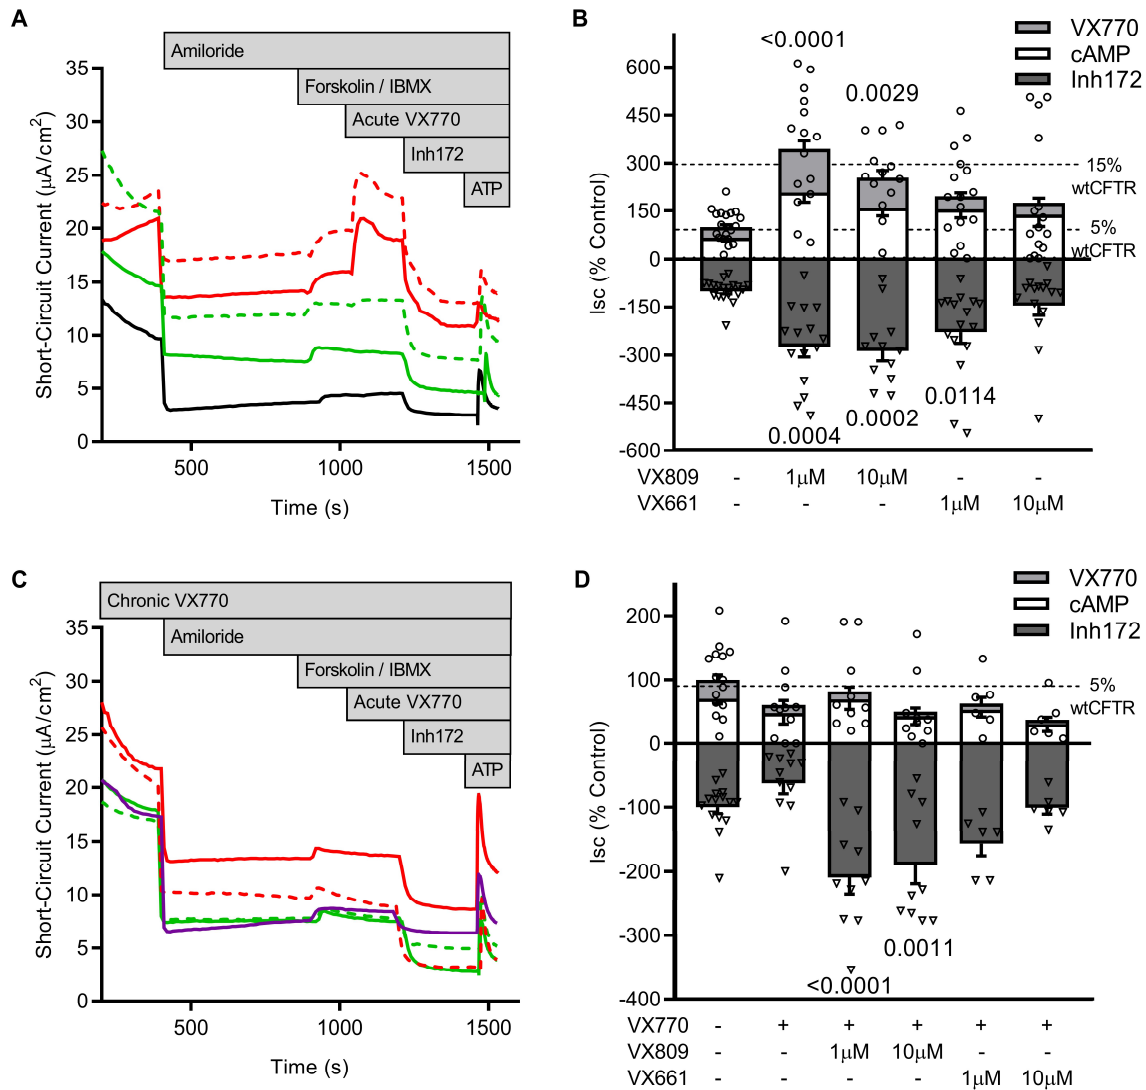 A
Amiloride
Forskolin / IBMX
Acute VX770
Inh172
ATP
35
30
25
20
15
10
5
0
Short-Circuit Current (μA/cm²)
500
1000
1500
Time (s)
B
VX770
cAMP
Inh172
<0.0001
0.0029
600
450
300
150
0
-150
-300
-450
-600
Isc (% Control)
15%
wtCFTR
5%
wtCFTR
0.0114
0.0002
0.0004
VX809 - 1μM 10μM - -
VX661 - - - 1μM 10μM
C
Chronic VX770
Amiloride
Forskolin / IBMX
Acute VX770
Inh172
ATP
35
30
25
20
15
10
5
0
Short-Circuit Current (μA/cm²)
500
1000
1500
Time (s)
D
VX770
cAMP
Inh172
200
100
0
-100
-200
-300
-400
Isc (% Control)
5%
wtCFTR
0.0011
<0.0001
VX770 - + + + + +
VX809 - - 1μM 10μM - -
VX661 - - - - 1μM 10μM